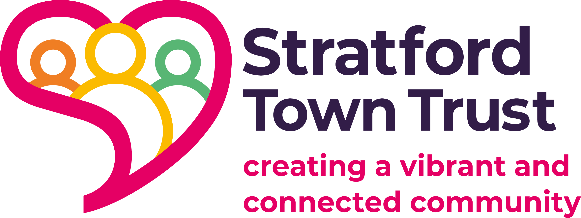 Stratford
Town Trust
creating a vibrant and
connected community